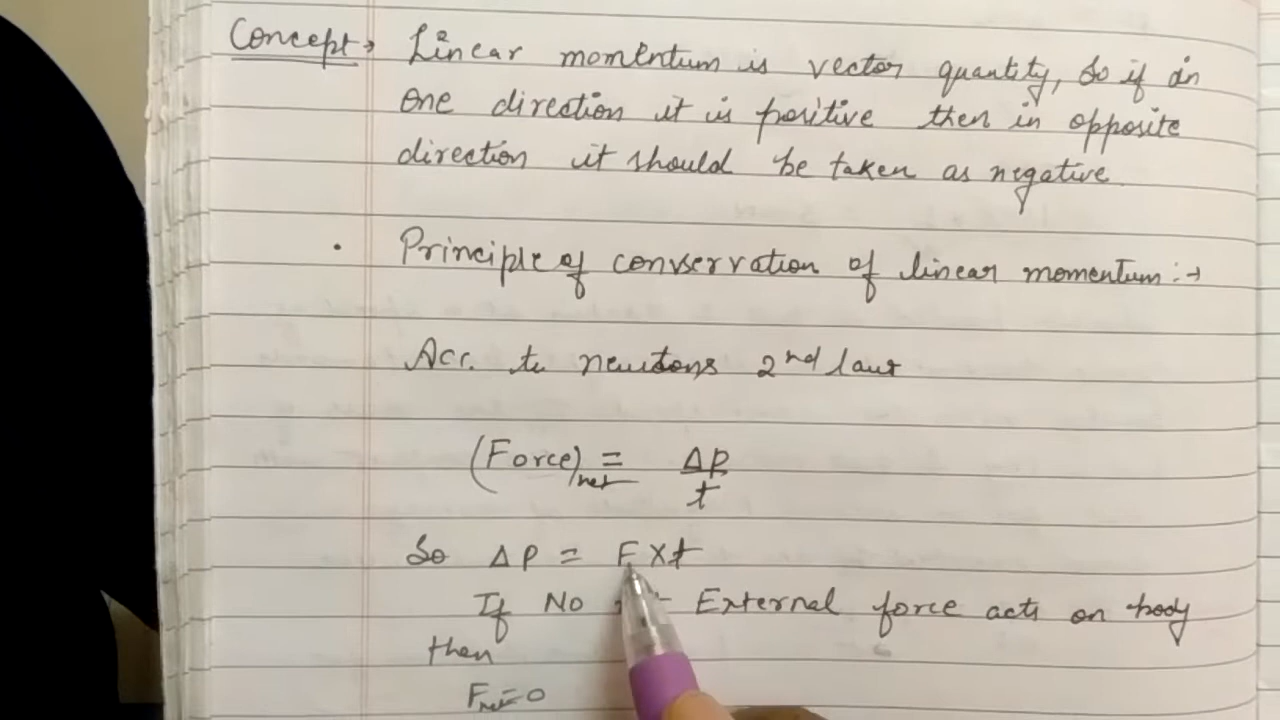 Concept → Linear momentum is vector quantity, so if in
one direction it is positive then in opposite
direction it should be taken as negative
. Principle of convservation of linear momentum :→
Acc. to newtons 2nd law
(Force)net = ΔP/t
So ΔP = F×t
If No External force acts on body
then
Fnet=0